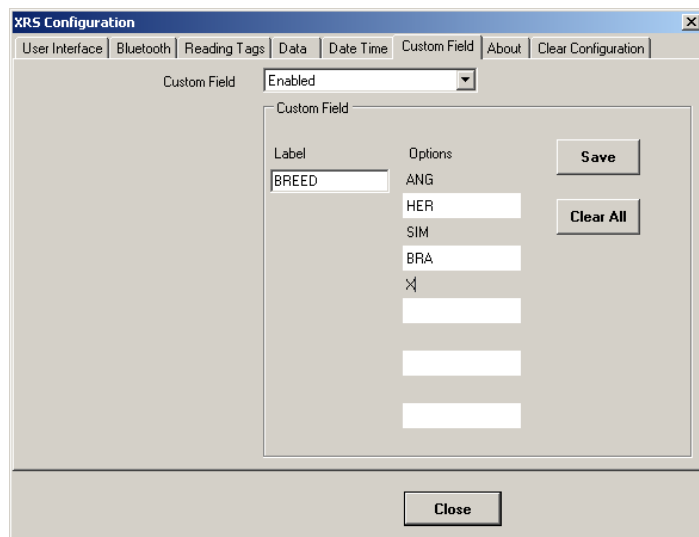 XRS Configuration
User Interface Bluetooth Reading Tags Data Date Time Custom Field About Clear Configuration
Custom Field Enabled
Custom Field
Label Options Save
BREED ANG
HER Clear All
SIM
BRA
X
Close